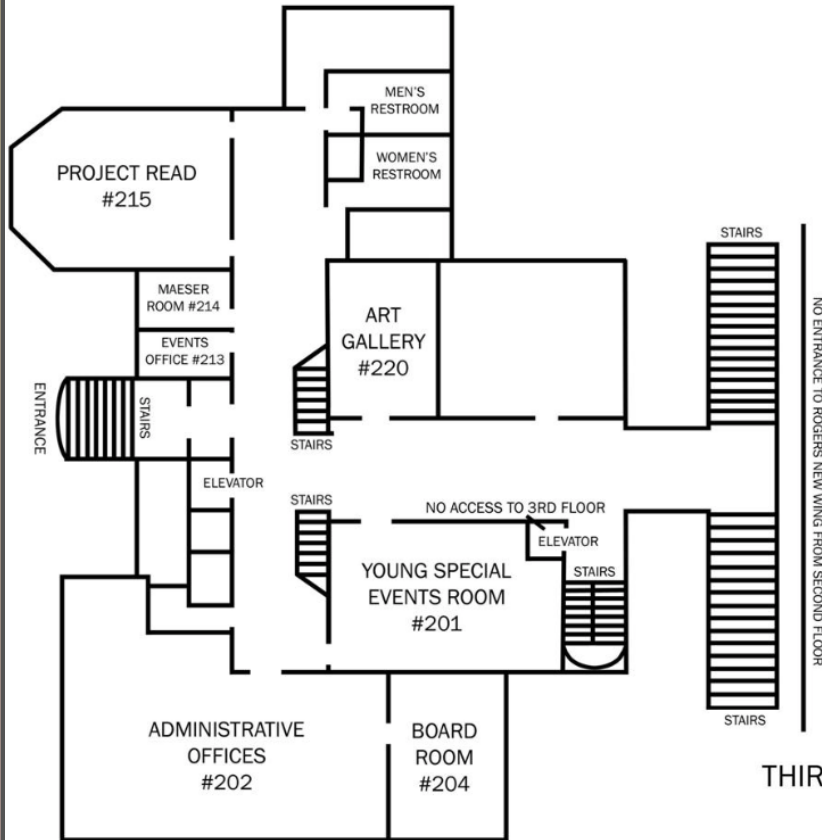 MEN'S
RESTROOM
WOMEN'S
RESTROOM
PROJECT READ
#215
MAESER
ROOM #214
EVENTS
OFFICE #213
ENTRANCE
STAIRS
ART
GALLERY
#220
STAIRS
STAIRS
NO ENTRANCE TO ROGERS NEW WING FROM SECOND FLOOR
ELEVATOR
STAIRS
NO ACCESS TO 3RD FLOOR
ELEVATOR
STAIRS
YOUNG SPECIAL
EVENTS ROOM
#201
STAIRS
ADMINISTRATIVE
OFFICES
#202
BOARD
ROOM
#204
THIR